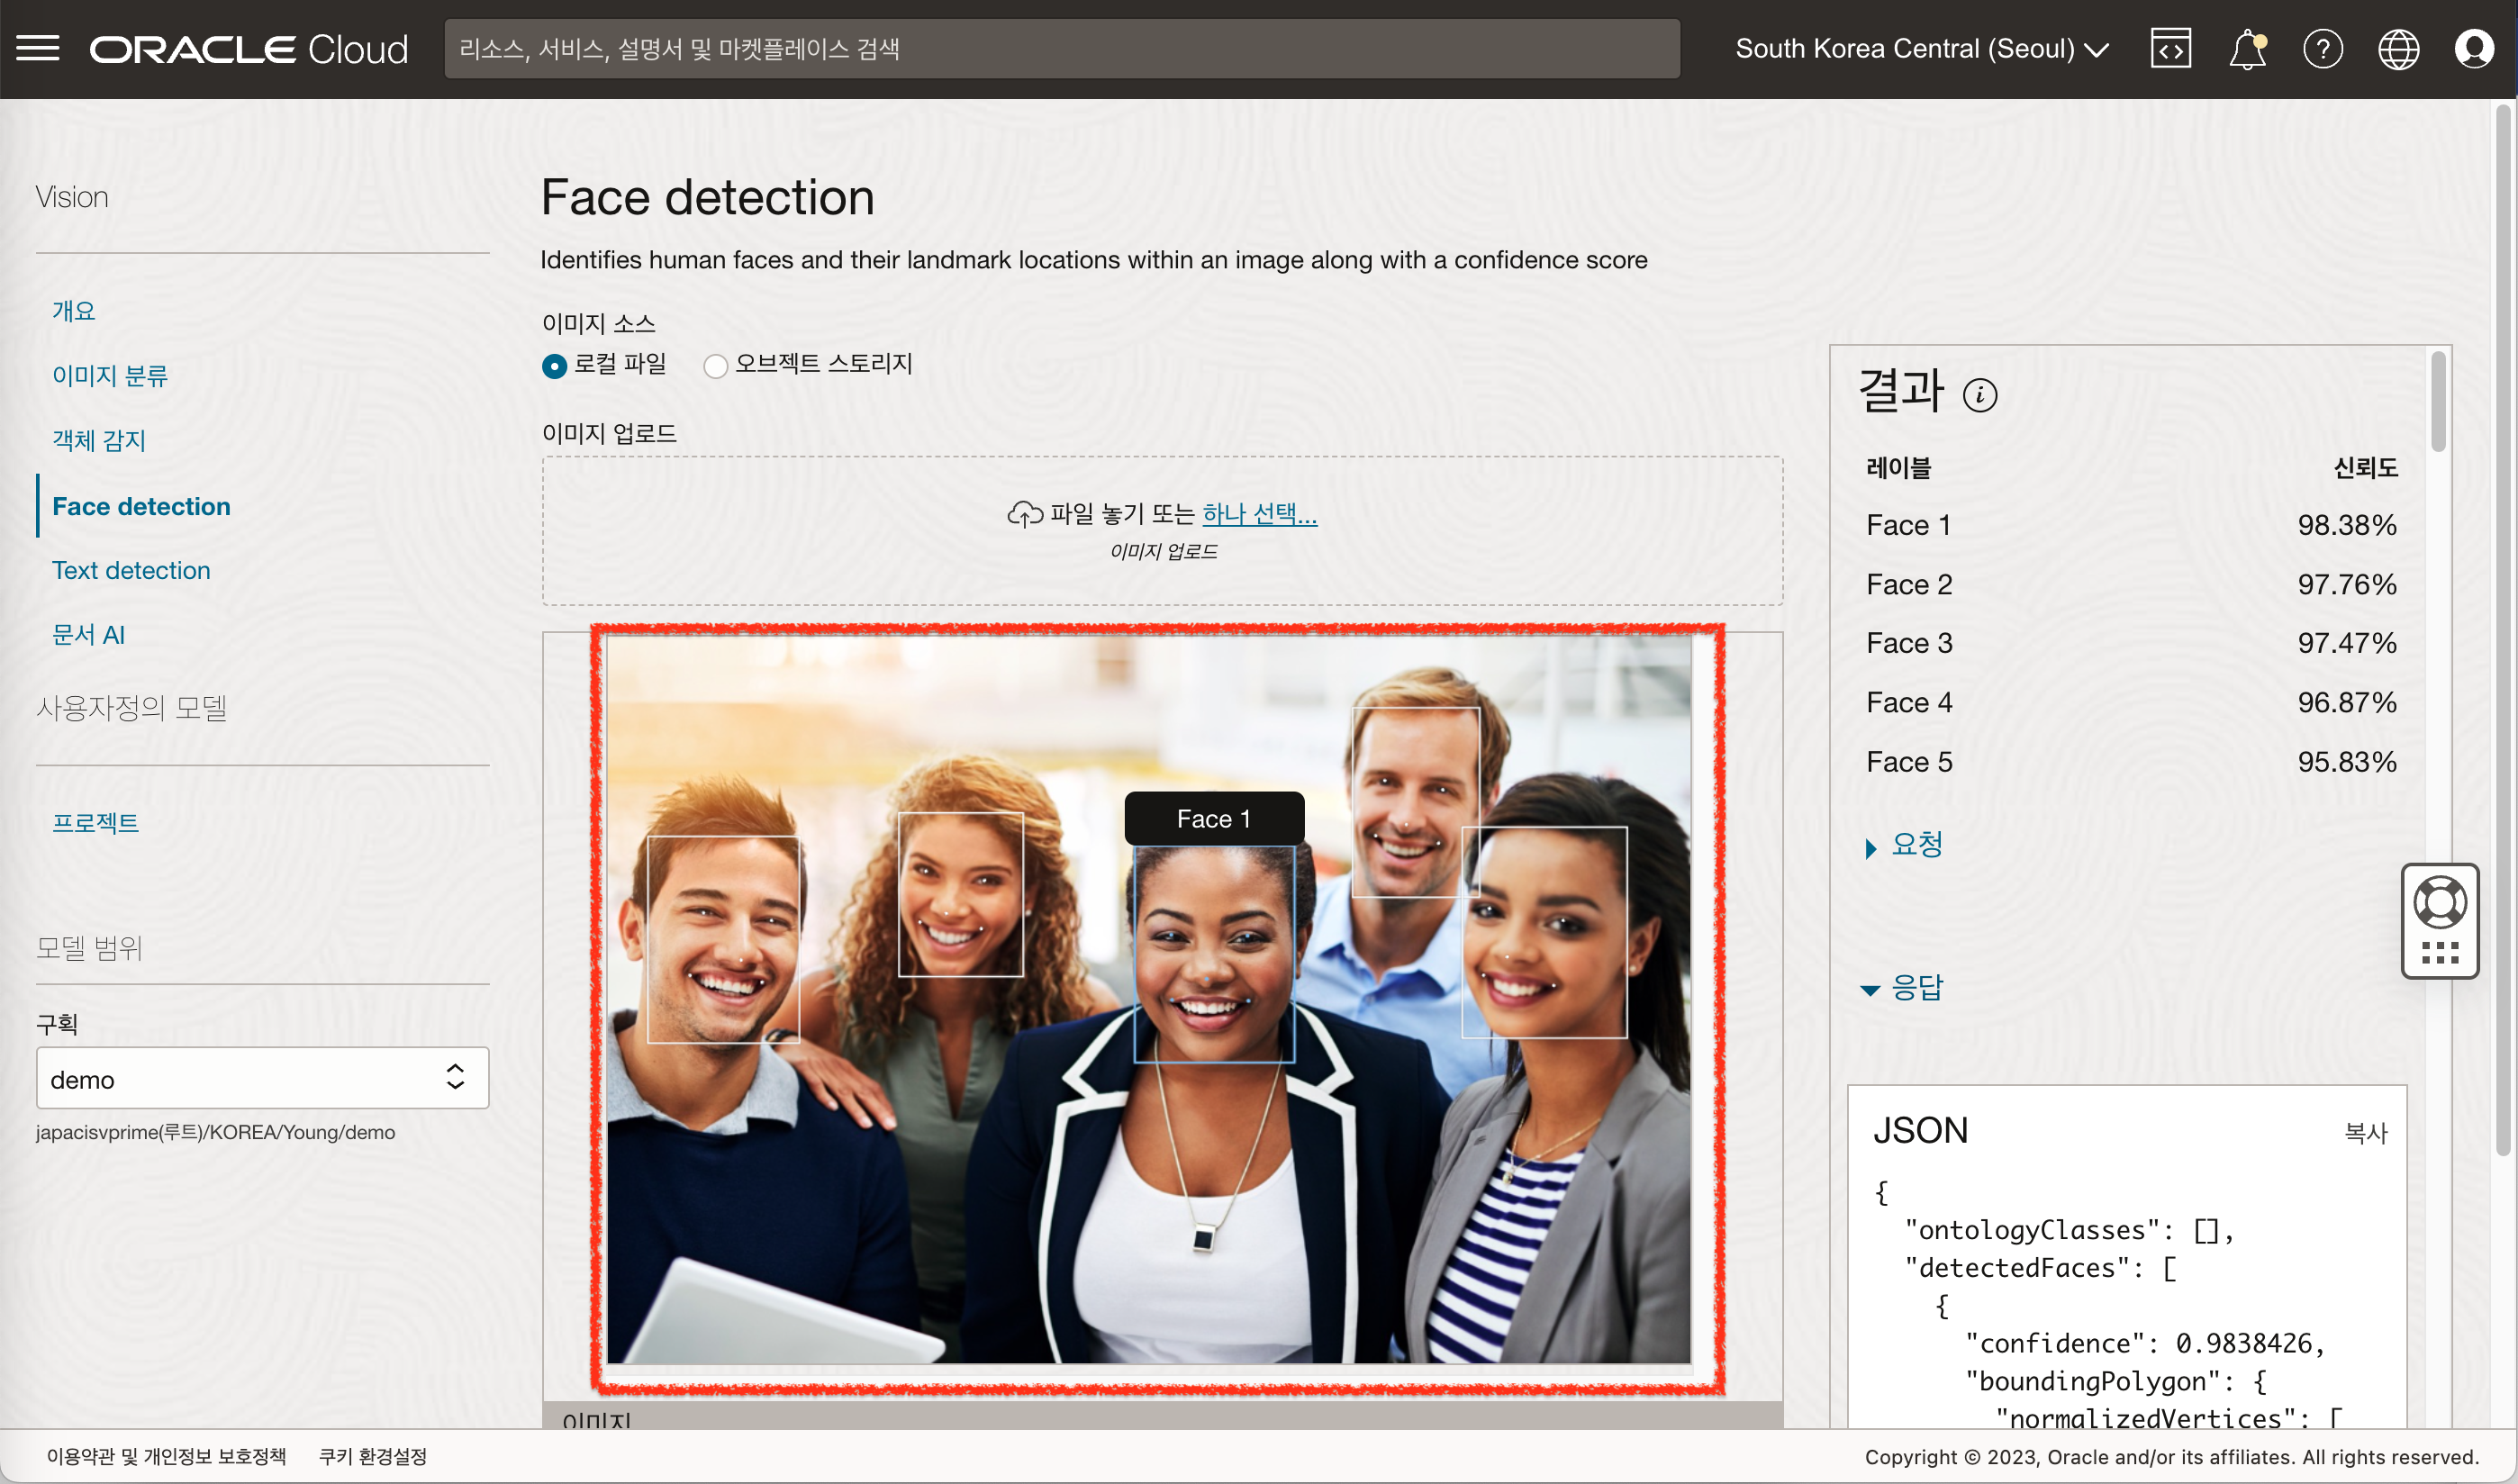 ORACLE Cloud
리소스, 서비스, 설명서 및 마켓플레이스 검색
South Korea Central (Seoul)
Vision
개요
이미지 분류
객체 감지
Face detection
Text detection
문서 AI
사용자정의 모델
프로젝트
모델 범위
구획
demo
japacisvprime(루트)/KOREA/Young/demo
Face detection
Identifies human faces and their landmark locations within an image along with a confidence score
이미지 소스
로컬 파일 오브젝트 스토리지
이미지 업로드
파일 놓기 또는 하나 선택...
이미지 업로드
Face 1
이미지
결과 i
레이블 신뢰도
Face 1 98.38%
Face 2 97.76%
Face 3 97.47%
Face 4 96.87%
Face 5 95.83%
요청
응답
JSON 복사
{
"ontologyClasses": [],
"detectedFaces": [
{
"confidence": 0.9838426,
"boundingPolygon": {
"normalizedVertices": [
이용약관 및 개인정보 보호정책 쿠키 환경설정
Copyright © 2023, Oracle and/or its affiliates. All rights reserved.